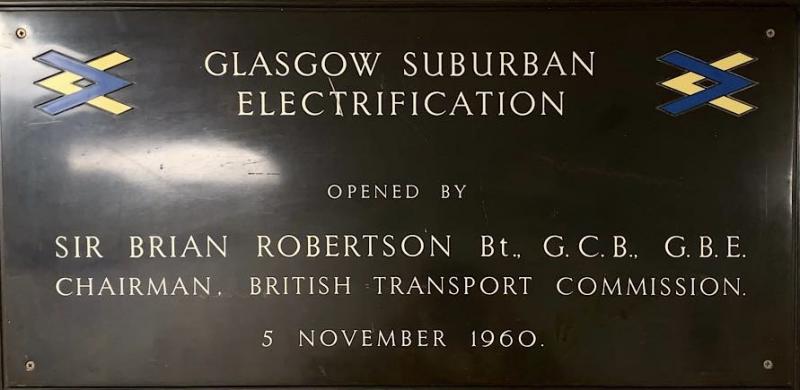 GLASGOW SUBURBAN
ELECTRIFICATION
OPENED BY
SIR BRIAN ROBERTSON Bt., G.C.B., G.B.E.
CHAIRMAN, BRITISH TRANSPORT COMMISSION.
5 NOVEMBER 1960.